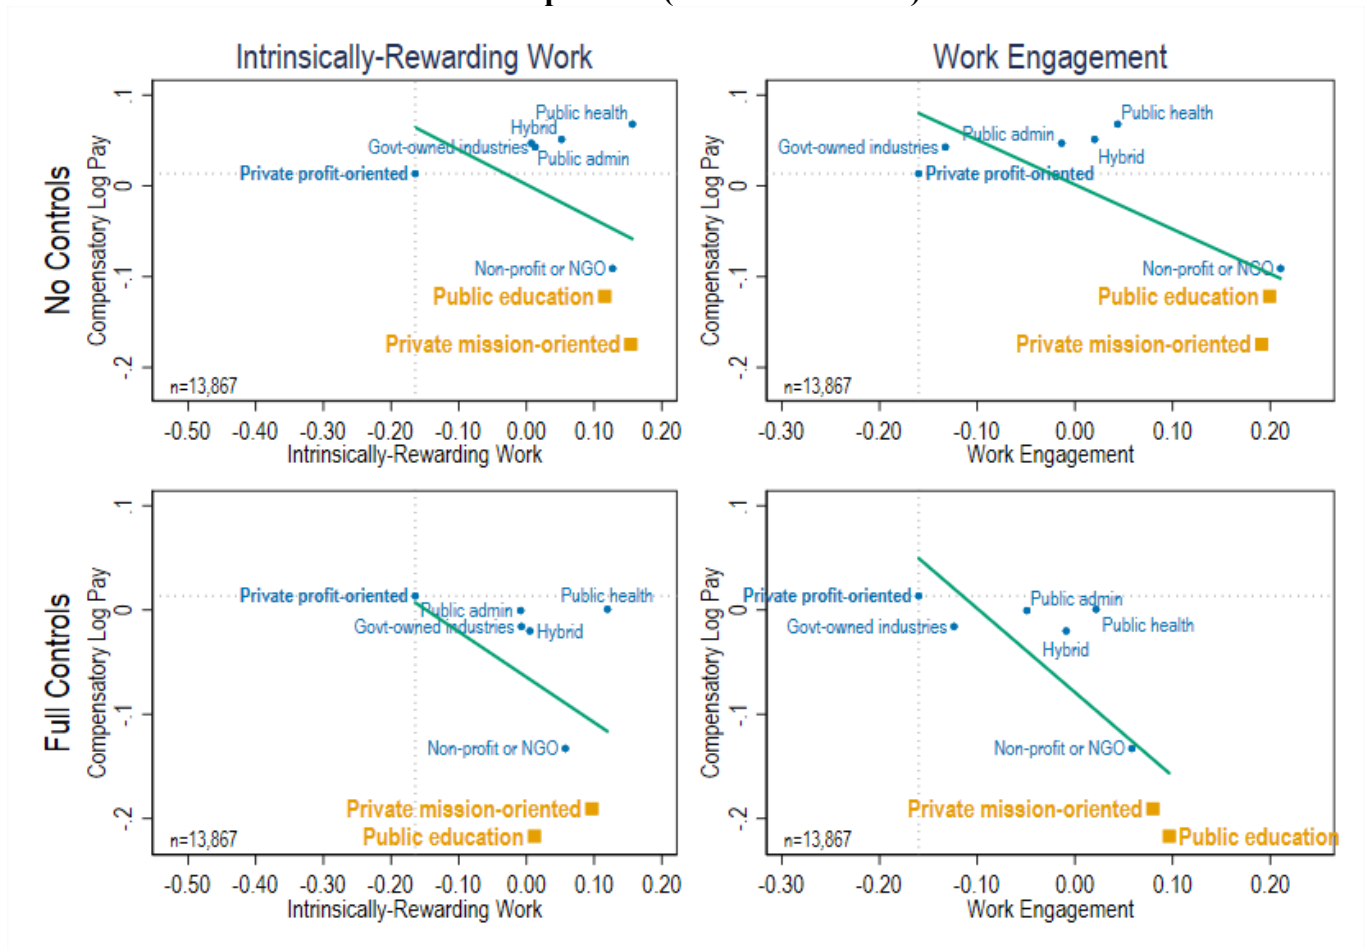 Intrinsically-Rewarding Work
Work Engagement
No Controls
Compensatory Log Pay
.1
0
-.1
-.2
Public health
Hybrid
Govt-owned industries
Public admin
Private profit-oriented
Non-profit or NGO
Public education
Private mission-oriented
n=13,867
-0.50 -0.40 -0.30 -0.20 -0.10 0.00 0.10 0.20
Intrinsically-Rewarding Work
Compensatory Log Pay
.1
0
-.1
-.2
Public health
Public admin
Govt-owned industries
Hybrid
Private profit-oriented
Non-profit or NGO
Public education
Private mission-oriented
n=13,867
-0.30 -0.20 -0.10 0.00 0.10 0.20
Work Engagement
Full Controls
Compensatory Log Pay
.1
0
-.1
-.2
Private profit-oriented
Public health
Public admin
Govt-owned industries
Hybrid
Non-profit or NGO
Private mission-oriented
Public education
n=13,867
-0.50 -0.40 -0.30 -0.20 -0.10 0.00 0.10 0.20
Intrinsically-Rewarding Work
Compensatory Log Pay
.1
0
-.1
-.2
Private profit-oriented
Public admin
Govt-owned industries
Public health
Hybrid
Non-profit or NGO
Private mission-oriented
Public education
n=13,867
-0.30 -0.20 -0.10 0.00 0.10 0.20
Work Engagement